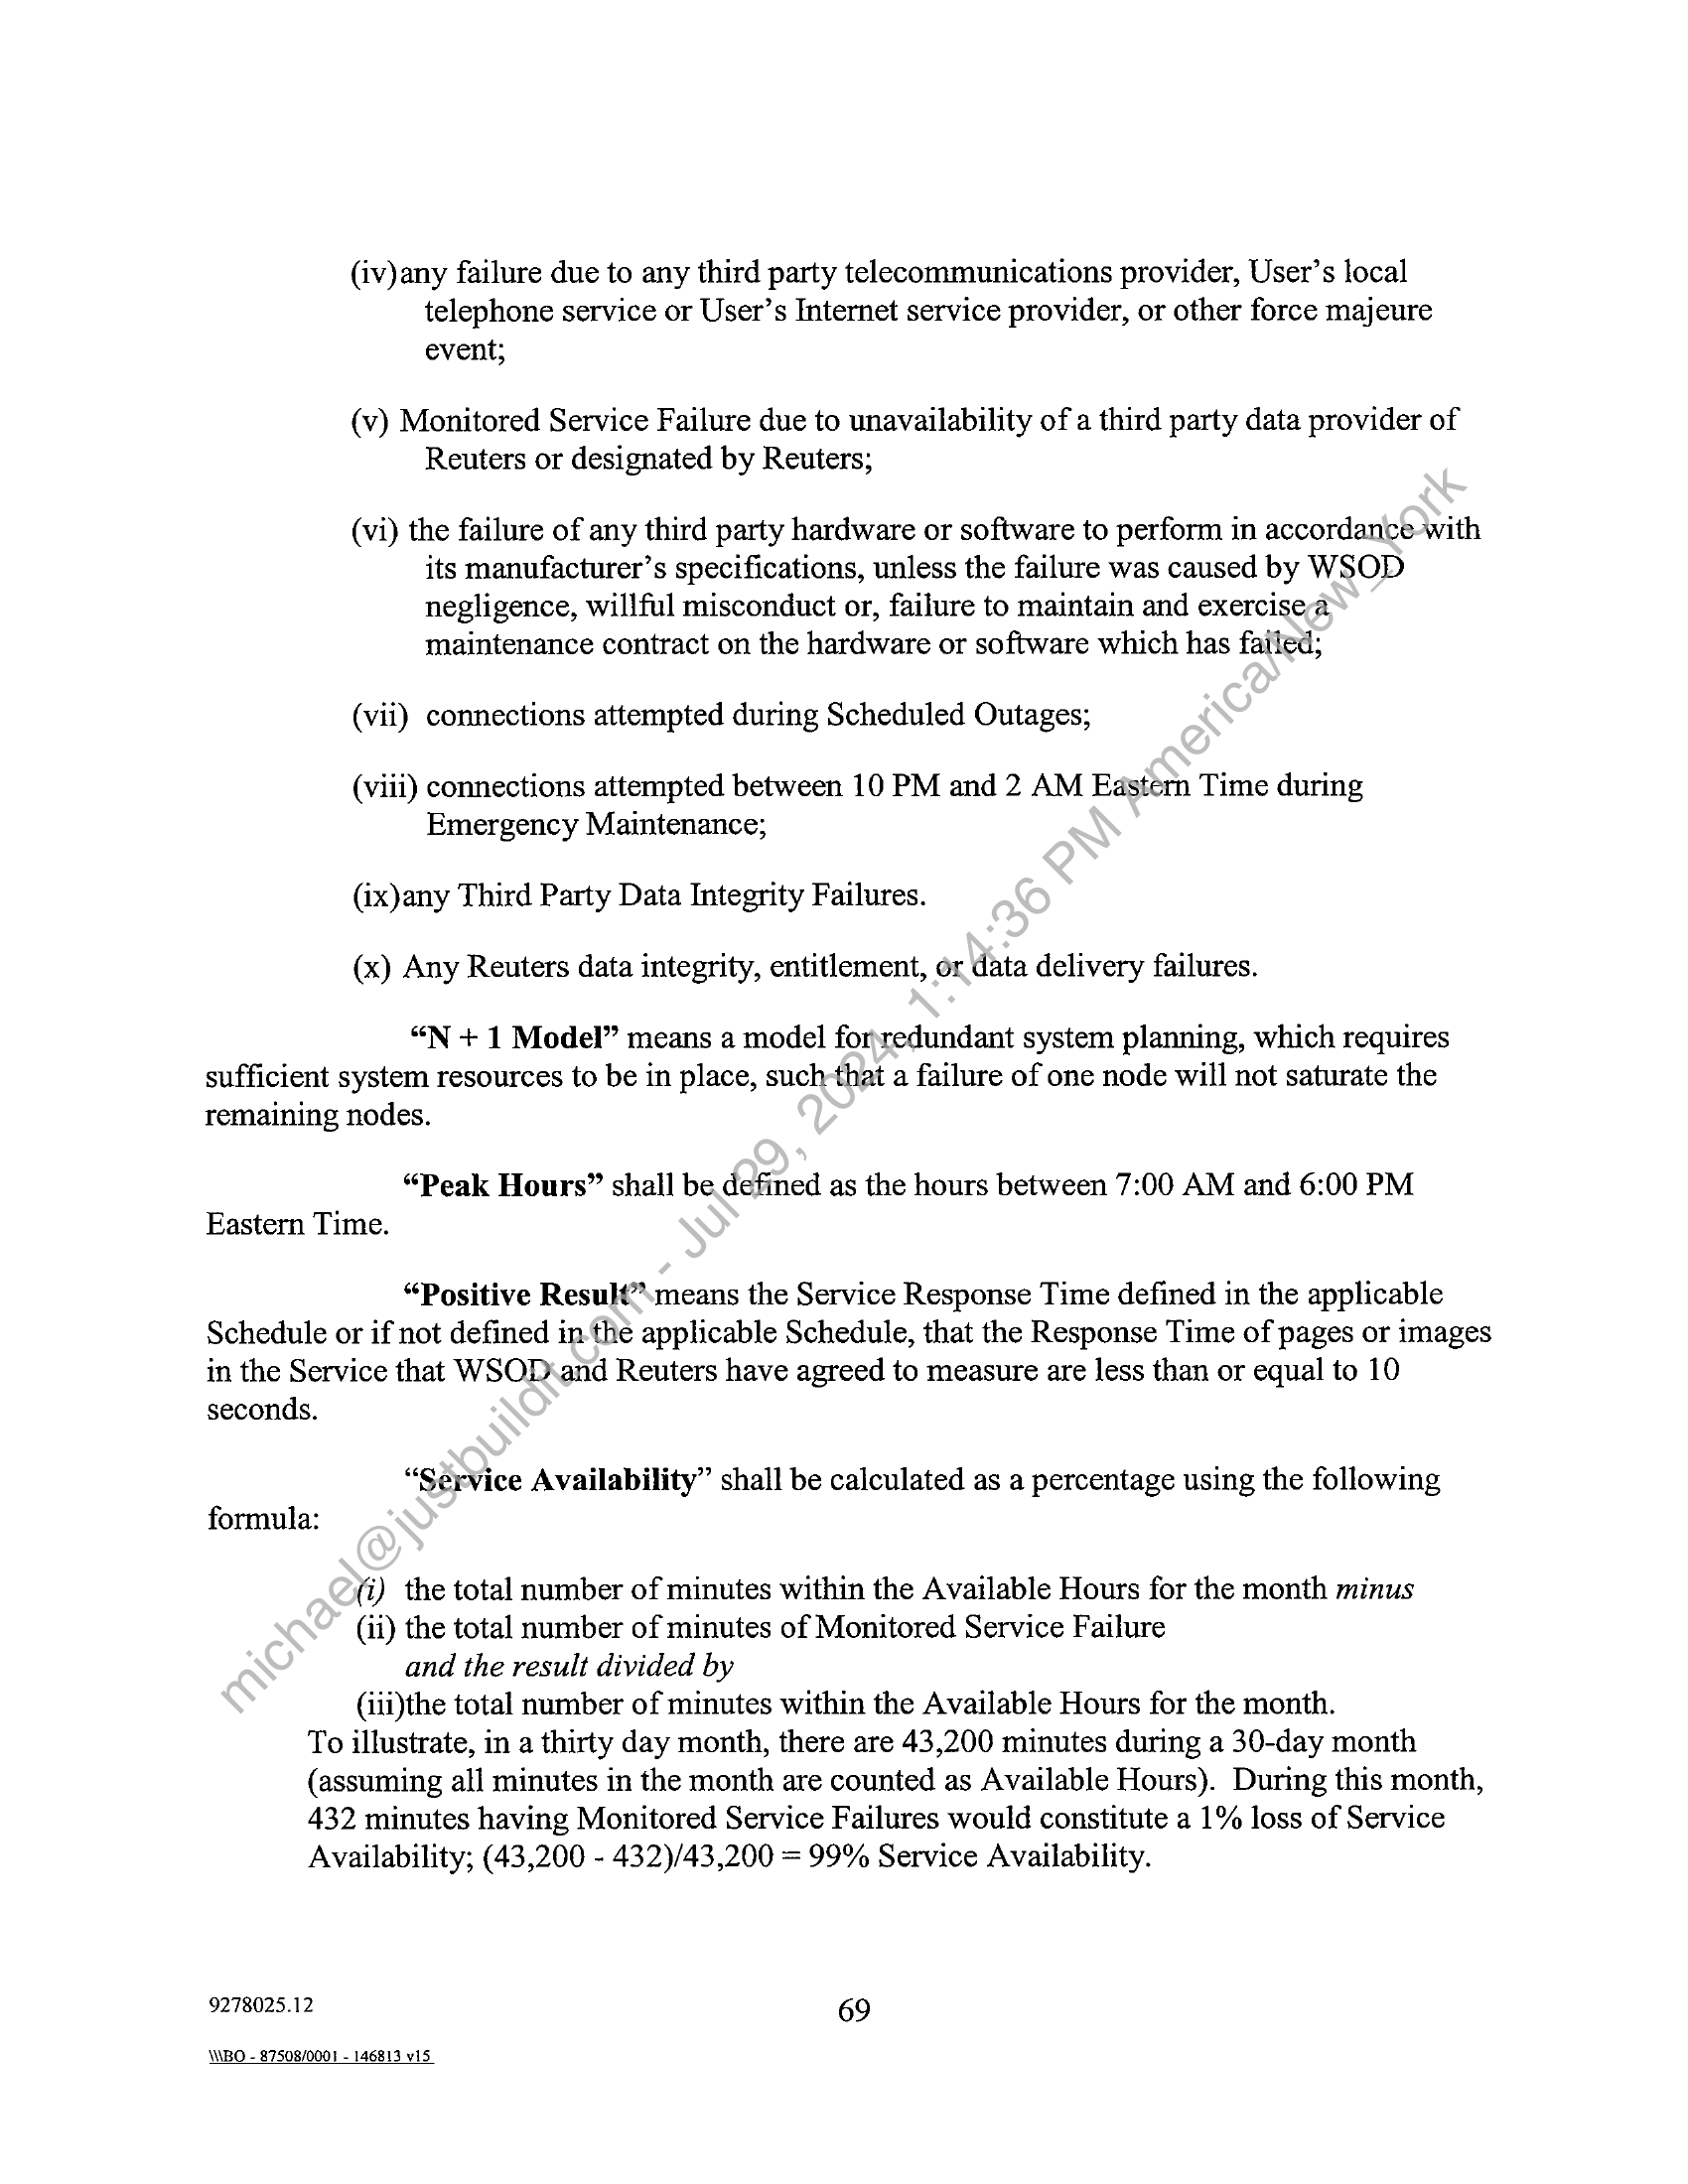 (iv)any failure due to any third party telecommunications provider, User’s local
telephone service or User’s Internet service provider, or other force majeure
event;
(v) Monitored Service Failure due to unavailability of a third party data provider of
Reuters or designated by Reuters;
(vi) the failure of any third party hardware or software to perform in accordance with
its manufacturer’s specifications, unless the failure was caused by WSOD
negligence, willful misconduct or, failure to maintain and exercise a
maintenance contract on the hardware or software which has failed;
(vii) connections attempted during Scheduled Outages;
(viii) connections attempted between 10 PM and 2 AM Eastern Time during
Emergency Maintenance;
(ix)any Third Party Data Integrity Failures.
(x) Any Reuters data integrity, entitlement, or data delivery failures.
“N + 1 Model” means a model for redundant system planning, which requires
sufficient system resources to be in place, such that a failure of one node will not saturate the
remaining nodes.
“Peak Hours” shall be defined as the hours between 7:00 AM and 6:00 PM
Eastern Time.
“Positive Result” means the Service Response Time defined in the applicable
Schedule or if not defined in the applicable Schedule, that the Response Time of pages or images
in the Service that WSOD and Reuters have agreed to measure are less than or equal to 10
seconds.
“Service Availability” shall be calculated as a percentage using the following
formula:
(i) the total number of minutes within the Available Hours for the month minus
(ii) the total number of minutes of Monitored Service Failure
and the result divided by
(iii)the total number of minutes within the Available Hours for the month.
To illustrate, in a thirty day month, there are 43,200 minutes during a 30-day month
(assuming all minutes in the month are counted as Available Hours). During this month,
432 minutes having Monitored Service Failures would constitute a 1% loss of Service
Availability; (43,200 - 432)/43,200 = 99% Service Availability.
9278025.12
69
\\\BO - 87508/0001 - 146813 v15
michael@justbuildit.com - Jul 29, 2024, 1:14:36 PM America/New_York